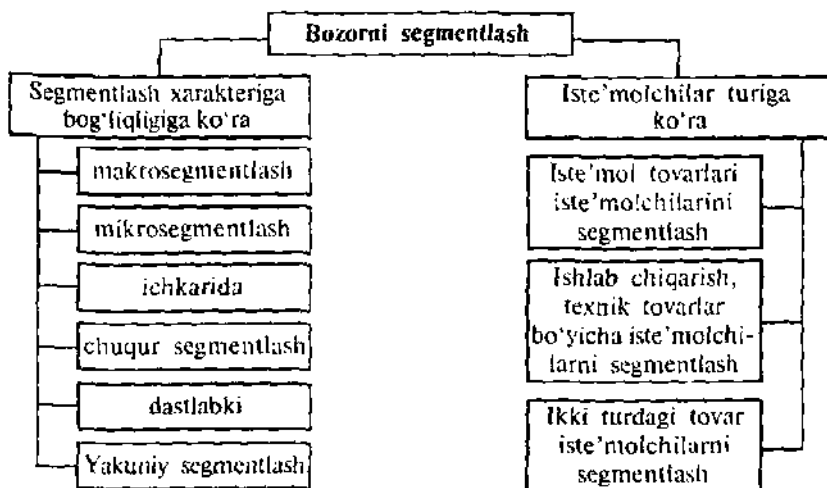 Bozorni segmentlash
Segmentlash xarakteriga
bog‘liqligiga ko‘ra
makrosegmentlash
mikrosegmentlash
ichkarida
chuqur segmentlash
dastlabki
Yakuniy segmentlash
Iste’molchilar turiga
ko‘ra
Iste’mol tovarlari
iste’molchilarini
segmentlash
Ishlab chiqarish,
texnik tovarlar
bo‘yicha iste’molchi-
larni segmentlash
Ikki turdagi tovar
iste’molchilarni
segmentlash